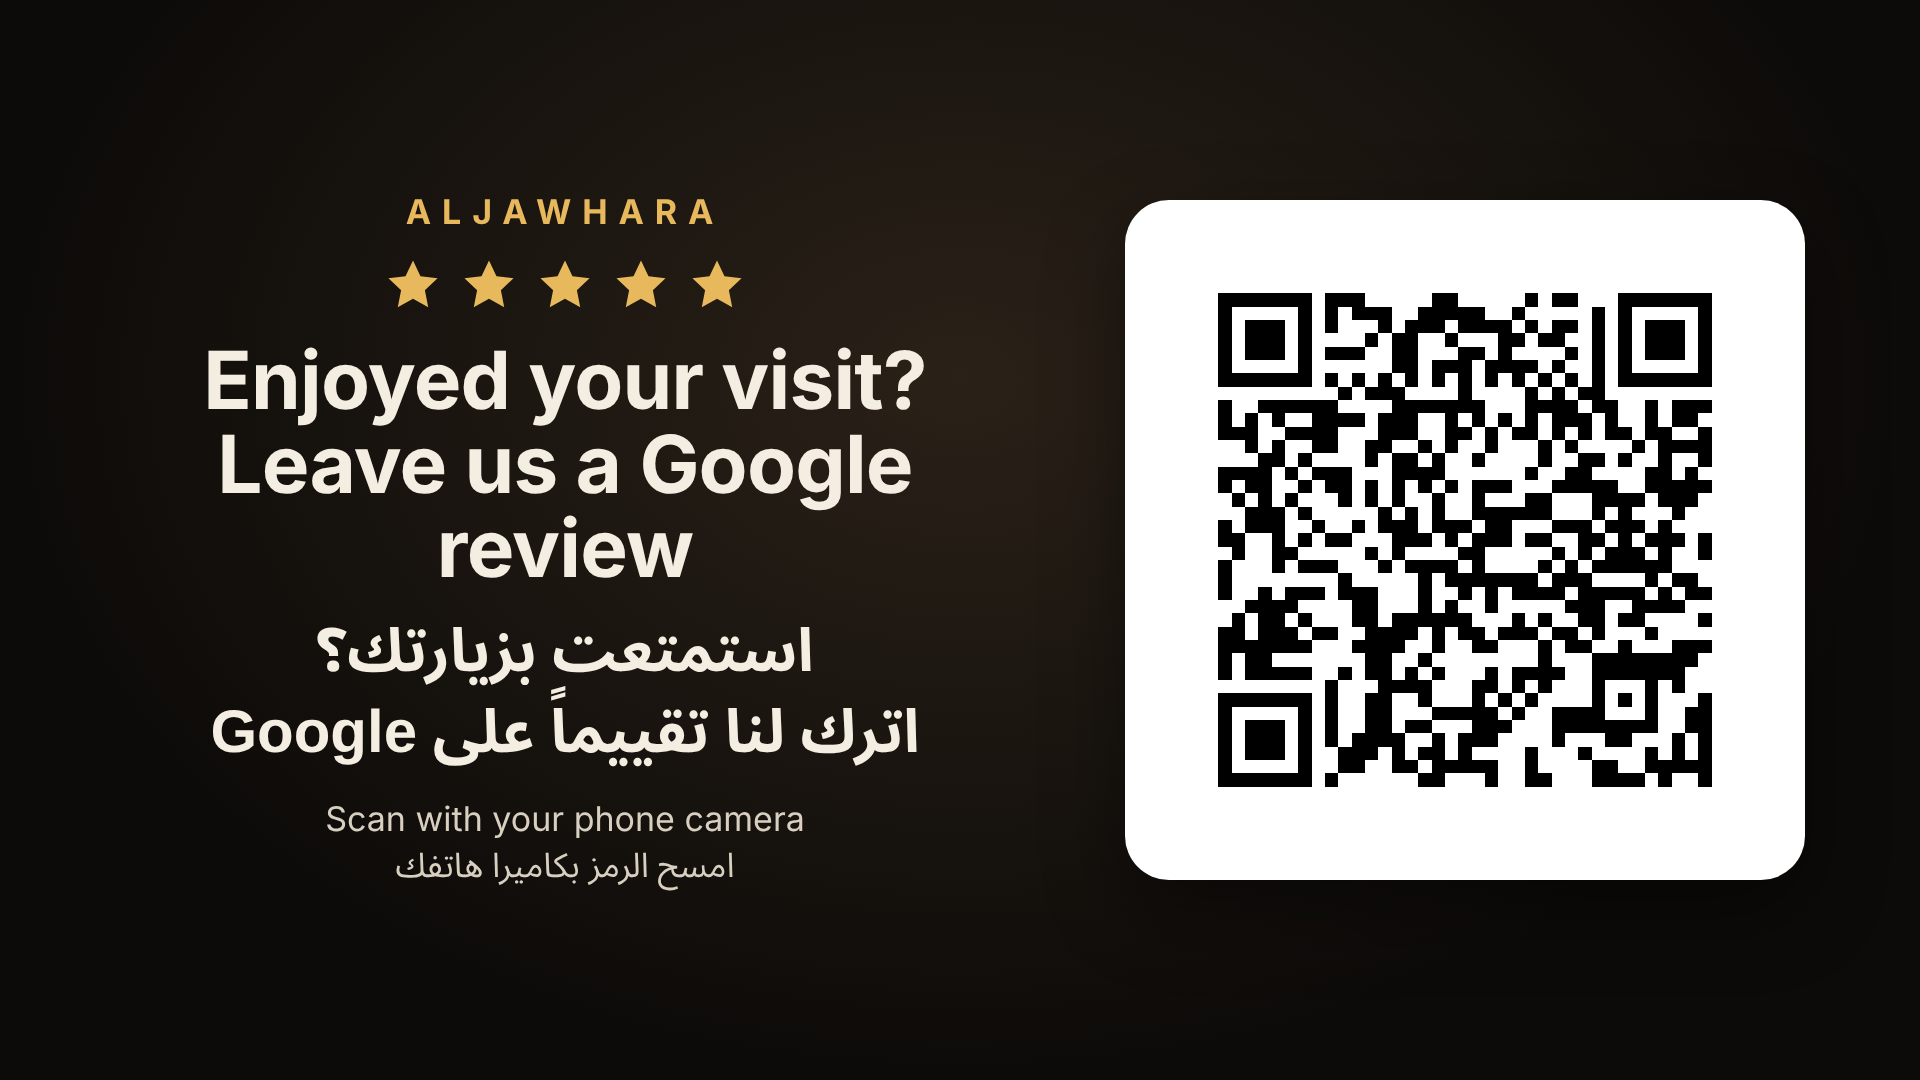 ALJAWHARA
Enjoyed your visit?
Leave us a Google
review
استمتعت بزيارتك؟
اترك لنا تقييماً على Google
Scan with your phone camera
امسح الرمز بكاميرا هاتفك